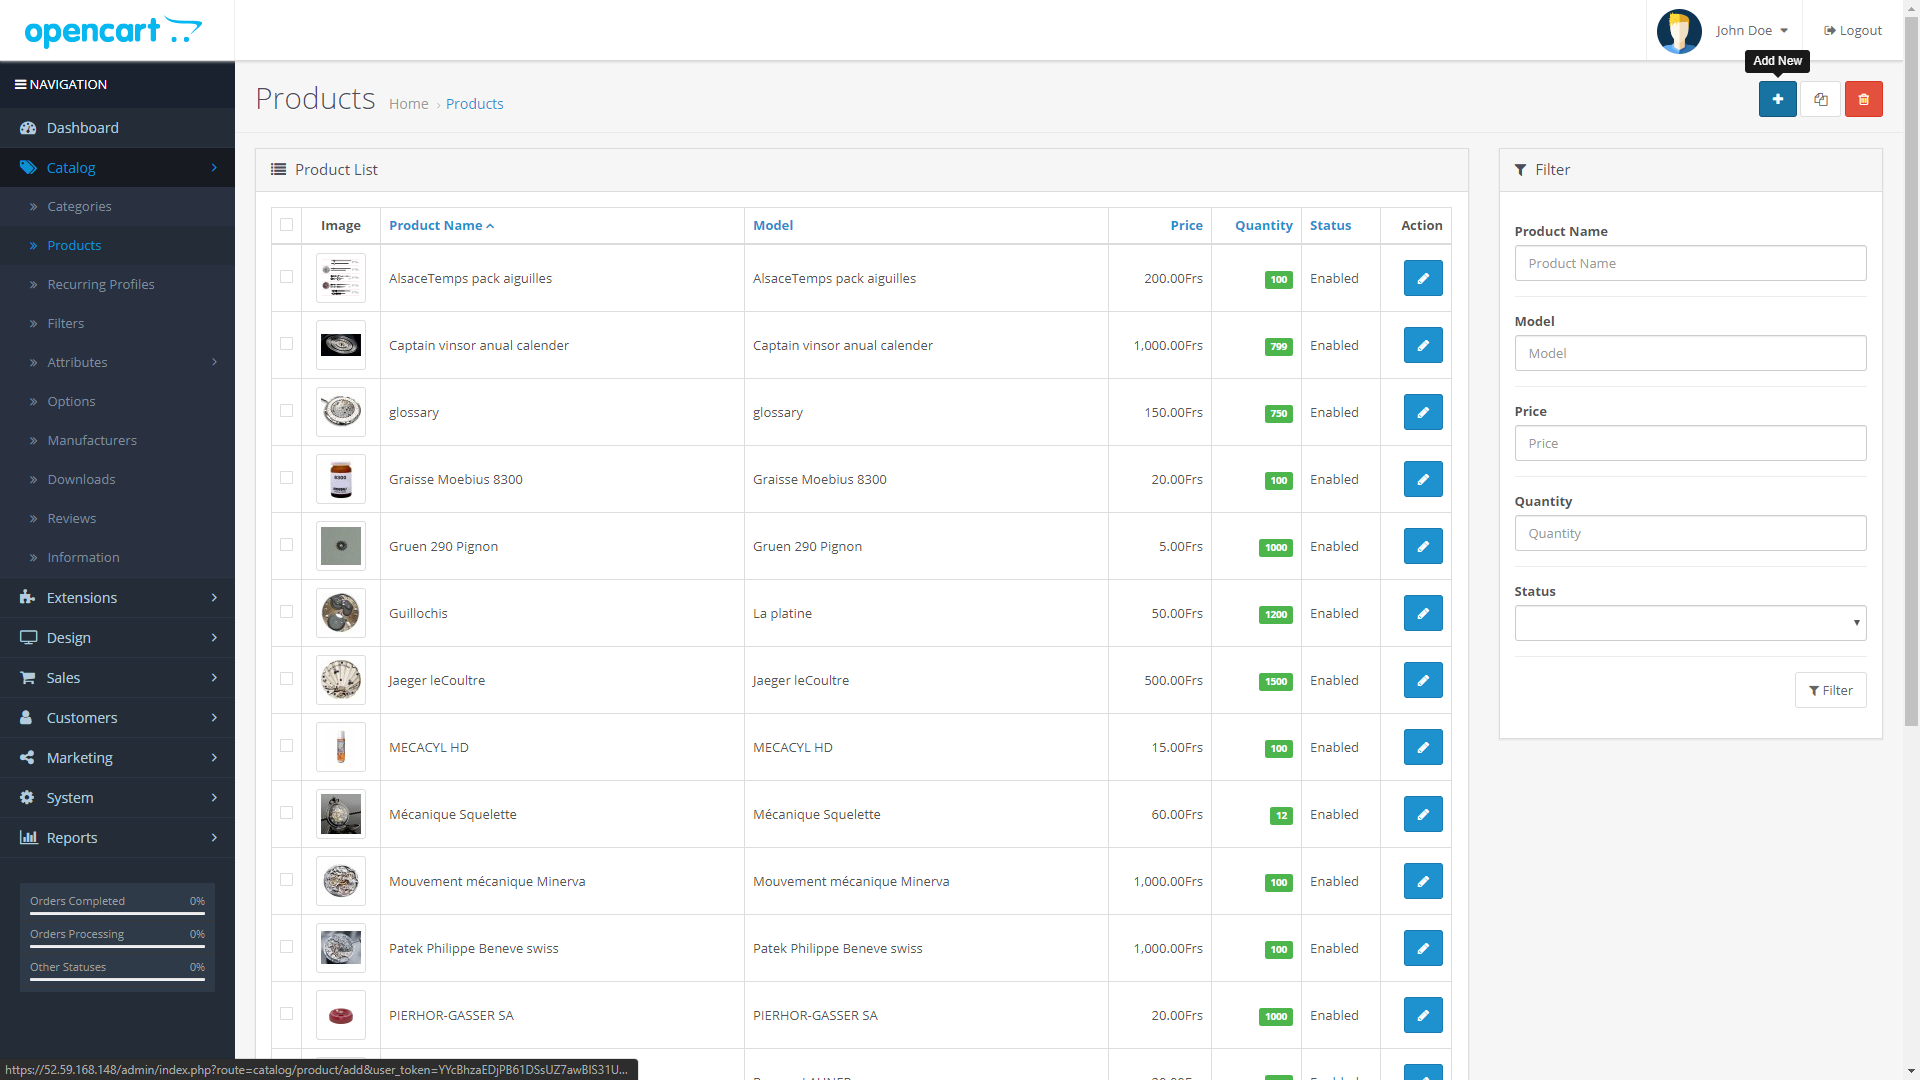 opencart
John Doe
Logout
Add New
NAVIGATION
Dashboard
Catalog
Categories
Products
Recurring Profiles
Filters
Attributes
Options
Manufacturers
Downloads
Reviews
Information
Extensions
Design
Sales
Customers
Marketing
System
Reports
Orders Completed 0%
Orders Processing 0%
Other Statuses 0%
Products Home › Products
Product List
Image Product Name Model Price Quantity Status Action
AlsaceTemps pack aiguilles AlsaceTemps pack aiguilles 200.00Frs 100 Enabled
Captain vinsor anual calender Captain vinsor anual calender 1,000.00Frs 799 Enabled
glossary glossary 150.00Frs 750 Enabled
Graisse Moebius 8300 Graisse Moebius 8300 20.00Frs 100 Enabled
Gruen 290 Pignon Gruen 290 Pignon 5.00Frs 1000 Enabled
Guillochis La platine 50.00Frs 1200 Enabled
Jaeger leCoultre Jaeger leCoultre 500.00Frs 1500 Enabled
MECACYL HD MECACYL HD 15.00Frs 100 Enabled
Mécanique Squelette Mécanique Squelette 60.00Frs 12 Enabled
Mouvement mécanique Minerva Mouvement mécanique Minerva 1,000.00Frs 100 Enabled
Patek Philippe Beneve swiss Patek Philippe Beneve swiss 1,000.00Frs 100 Enabled
PIERHOR-GASSER SA PIERHOR-GASSER SA 20.00Frs 1000 Enabled
Filter
Product Name
Product Name
Model
Model
Price
Price
Quantity
Quantity
Status
Filter
https://52.59.168.148/admin/index.php?route=catalog/product/add&user_token=YYcBhzaEDjPB61DSsUZ7awBIS31U...